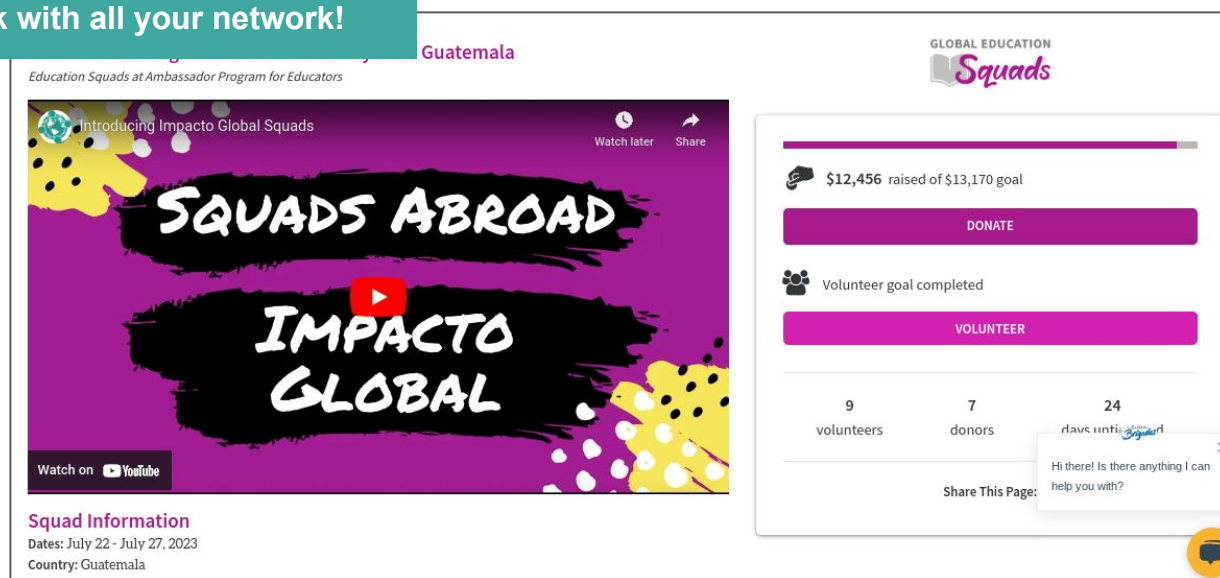 k with all your network!
Guatemala
Education Squads at Ambassador Program for Educators
Introducing Impacto Global Squads
Watch later
Share
SQUADS ABROAD
IMPACTO
GLOBAL
Watch on YouTube
Squad Information
Dates: July 22 - July 27, 2023
Country: Guatemala
GLOBAL EDUCATION
Squads
$12,456 raised of $13,170 goal
DONATE
Volunteer goal completed
VOLUNTEER
9
volunteers
7
donors
24
days until
Brigades
Hi there! Is there anything I can
help you with?
Share This Page: